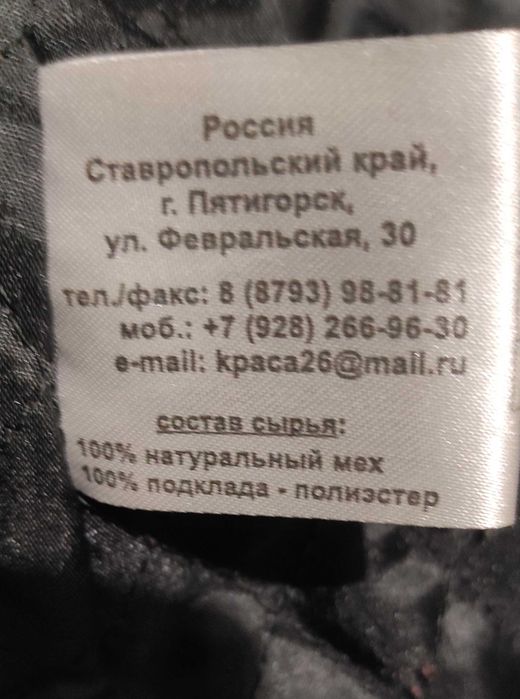 Россия
Ставропольский край,
г. Пятигорск,
ул. Февральская, 30
тел./факс: 8 (8793) 98-81-81
моб.: +7 (928) 266-96-30
e-mail: kpaca26@mail.ru
состав сырья:
100% натуральный мех
100% подклада - полиэстер